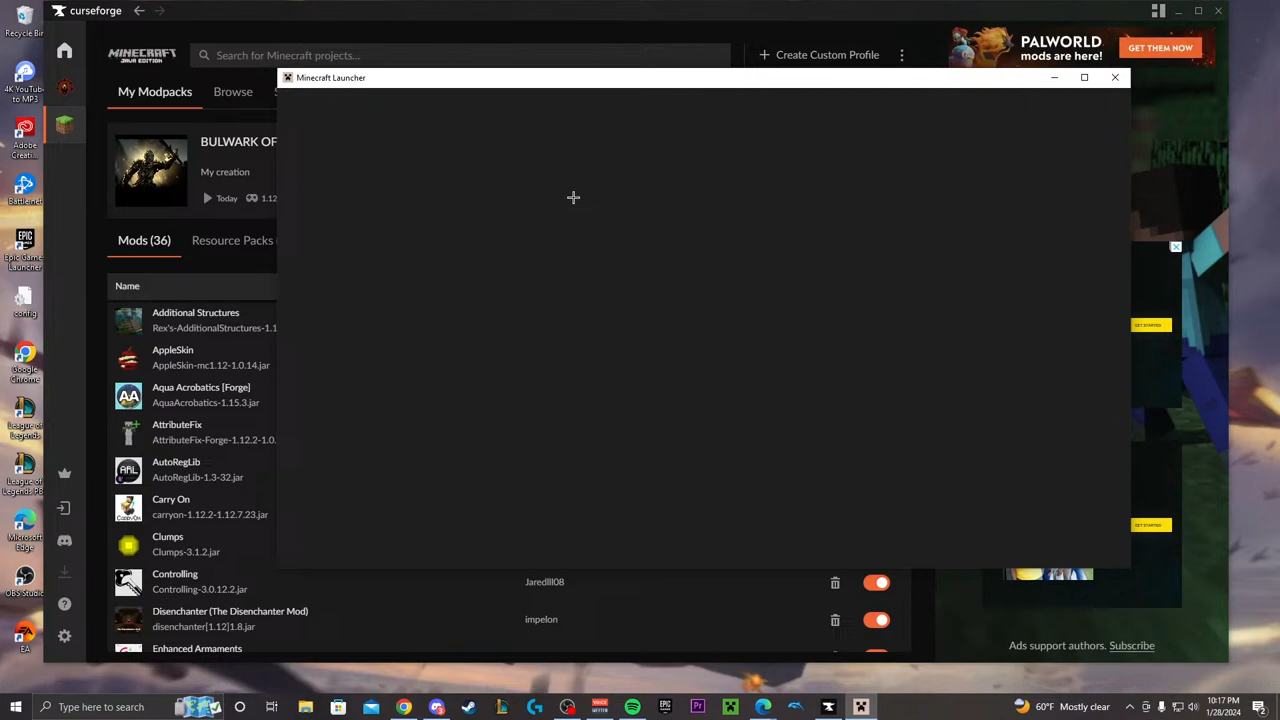 Recycle Bin
4K YouTube
to MP3
Adobe
Creati...
Battle.net
Epic Games
config
Google
Chrome
League of
Legends
League of
Legends PB
Microsoft
Edge
OBS Studio
EA
curseforge
MINECRAFT
JAVA EDITION
Search for Minecraft projects...
Create Custom Profile
PALWORLD
mods are here!
GET THEM NOW
My Modpacks
Browse
Minecraft Launcher
BULWARK OF
My creation
Today
1.12
Mods (36)
Resource Packs
Name
Additional Structures
Rex's-AdditionalStructures-1.1
AppleSkin
AppleSkin-mc1.12-1.0.14.jar
Aqua Acrobatics [Forge]
AquaAcrobatics-1.15.3.jar
AttributeFix
AttributeFix-Forge-1.12.2-1.0.
AutoRegLib
AutoRegLib-1.3-32.jar
Carry On
carryon-1.12.2-1.12.7.23.jar
Clumps
Clumps-3.1.2.jar
Controlling
Controlling-3.0.12.2.jar
Jaredlll08
Disenchanter (The Disenchanter Mod)
disenchanter[1.12]1.8.jar
impelon
Enhanced Armaments
GET STARTED
GET STARTED
Ads support authors. Subscribe
Type here to search
60°F Mostly clear
10:17 PM
1/28/2024